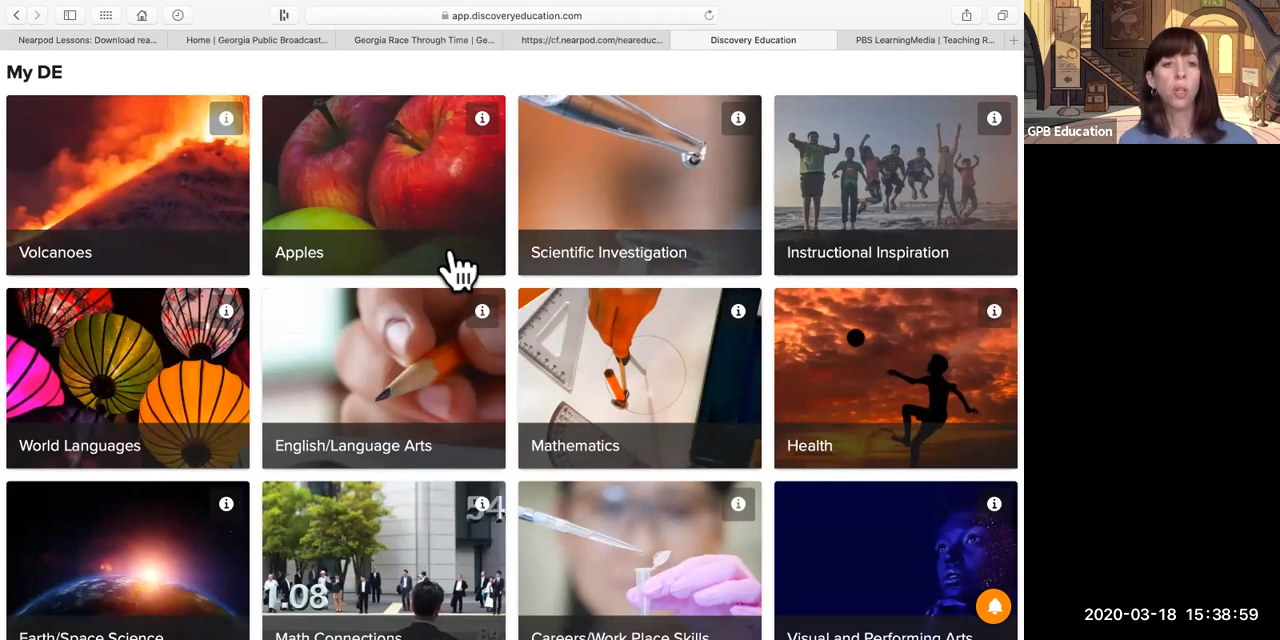 app.discoveryeducation.com
Nearpod Lessons: Download rea...
Home | Georgia Public Broadcast...
Georgia Race Through Time | Ge...
https://cf.nearpod.com/neareduc...
Discovery Education
PBS LearningMedia | Teaching R...
My DE
Volcanoes
Apples
Scientific Investigation
Instructional Inspiration
GPB Education
World Languages
English/Language Arts
Mathematics
Health
54
1.08
Earth/Space Science
Math Connections
Careers/Work Place Skills
Visual and Performing Arts
2020-03-18 15:38:59